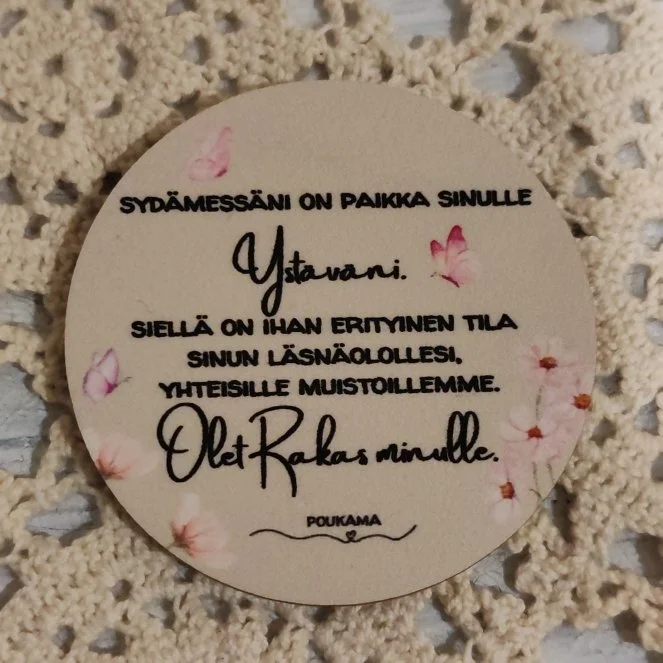 SYDÄMESSÄNI ON PAIKKA SINULLE
Ystäväni.
SIELLÄ ON IHAN ERITYINEN TILA
SINUN LÄSNÄOLOLLESI,
YHTEISILLE MUISTOILLEMME.
Olet Rakas minulle.
POUKAMA